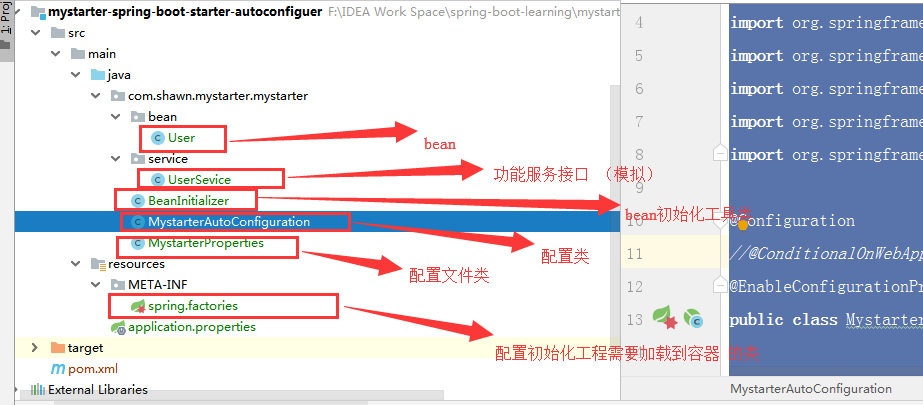 1: Proj
mystarter-spring-boot-starter-autoconfiguer F:\IDEA Work Space\spring-boot-learning\mystar
src
main
java
com.shawn.mystarter.mystarter
bean
User
bean
service
UserSevice
功能服务接口 （模拟）
BeanInitializer
bean初始化工具
MystarterAutoConfiguration
配置类
MystarterProperties
配置文件类
resources
META-INF
spring.factories
application.properties
配置初始化工程需要加载到容器
target
pom.xml
External Libraries
4 import org.springframe
5 import org.springframe
6 import org.springframe
7 import org.springframe
8 import org.springframe
9
10 @Configuration
11 //@ConditionalOnWebApp
12 @EnableConfigurationPr
13 public class Mystarter
MystarterAutoConfiguration